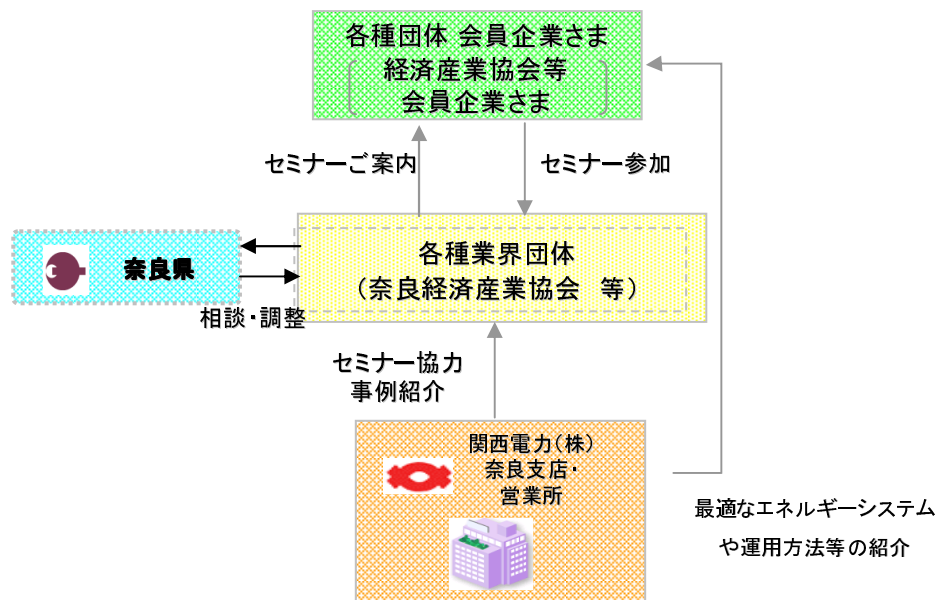 各種団体 会員企業さま
経済産業協会等
会員企業さま
セミナーご案内
セミナー参加
奈良県
各種業界団体
（奈良経済産業協会　等）
相談・調整
セミナー協力
事例紹介
関西電力（株）
奈良支店・
営業所
最適なエネルギーシステム
や運用方法等の紹介